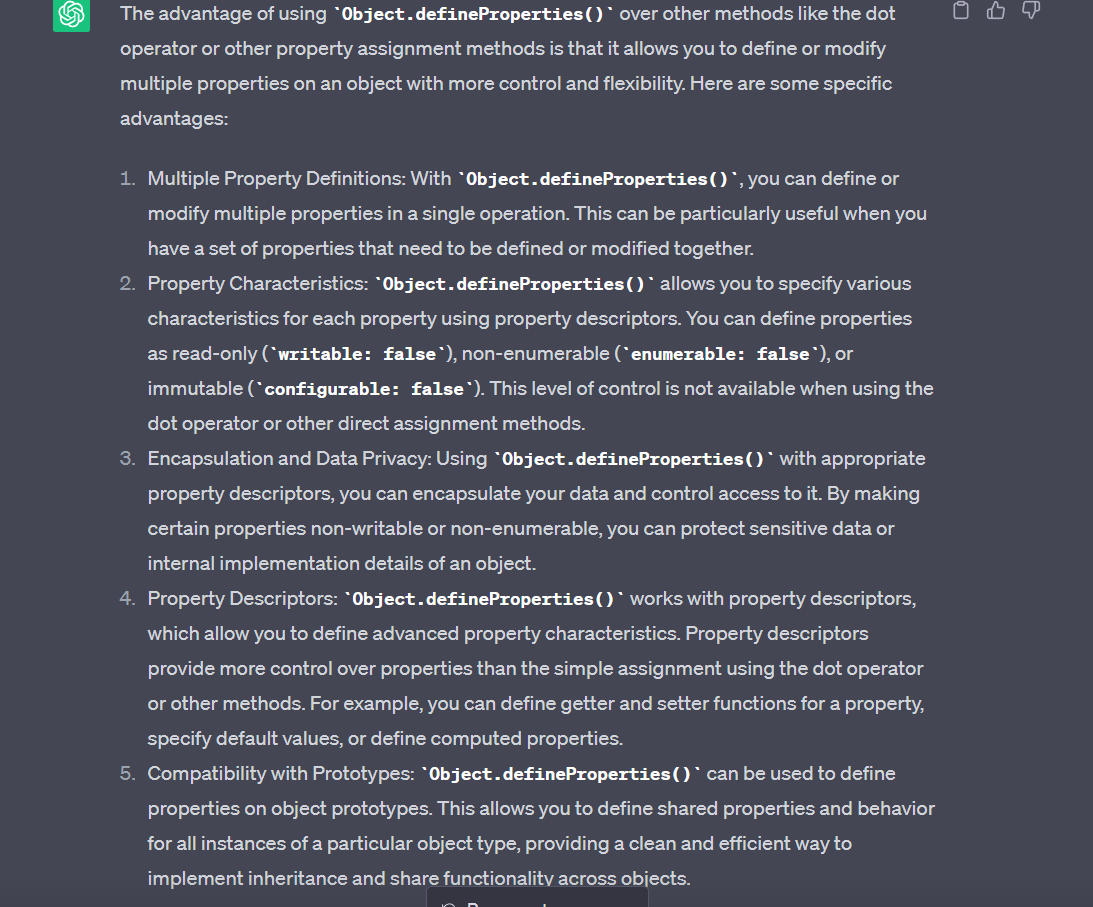 The advantage of using `Object.defineProperties()` over other methods like the dot
operator or other property assignment methods is that it allows you to define or modify
multiple properties on an object with more control and flexibility. Here are some specific
advantages:
1. Multiple Property Definitions: With `Object.defineProperties()`, you can define or
modify multiple properties in a single operation. This can be particularly useful when you
have a set of properties that need to be defined or modified together.
2. Property Characteristics: `Object.defineProperties()` allows you to specify various
characteristics for each property using property descriptors. You can define properties
as read-only (`writable: false`), non-enumerable (`enumerable: false`), or
immutable (`configurable: false`). This level of control is not available when using the
dot operator or other direct assignment methods.
3. Encapsulation and Data Privacy: Using `Object.defineProperties()` with appropriate
property descriptors, you can encapsulate your data and control access to it. By making
certain properties non-writable or non-enumerable, you can protect sensitive data or
internal implementation details of an object.
4. Property Descriptors: `Object.defineProperties()` works with property descriptors,
which allow you to define advanced property characteristics. Property descriptors
provide more control over properties than the simple assignment using the dot operator
or other methods. For example, you can define getter and setter functions for a property,
specify default values, or define computed properties.
5. Compatibility with Prototypes: `Object.defineProperties()` can be used to define
properties on object prototypes. This allows you to define shared properties and behavior
for all instances of a particular object type, providing a clean and efficient way to
implement inheritance and share functionality across objects.